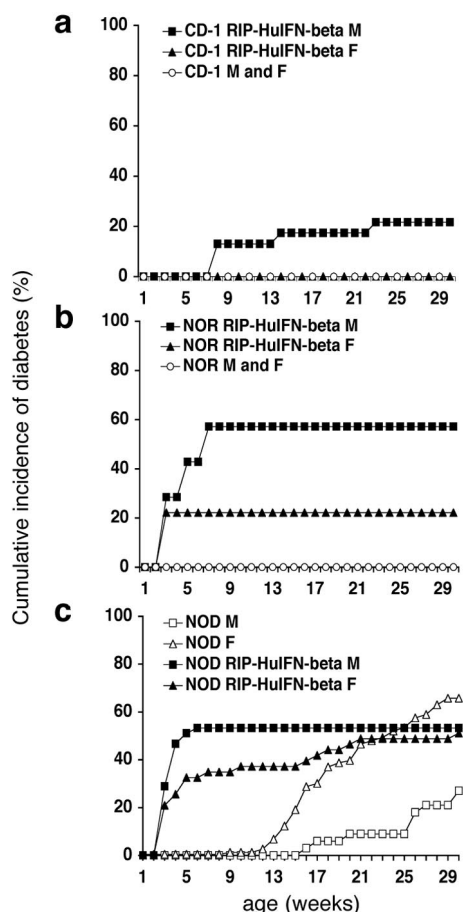 a
100
80
60
40
20
0
CD-1 RIP-HuIFN-beta M
CD-1 RIP-HuIFN-beta F
CD-1 M and F
1 5 9 13 17 21 25 29
b
100
80
60
40
20
0
NOR RIP-HuIFN-beta M
NOR RIP-HuIFN-beta F
NOR M and F
1 5 9 13 17 21 25 29
c
100
80
60
40
20
0
NOD M
NOD F
NOD RIP-HuIFN-beta M
NOD RIP-HuIFN-beta F
1 5 9 13 17 21 25 29
Cumulative incidence of diabetes (%)
age (weeks)